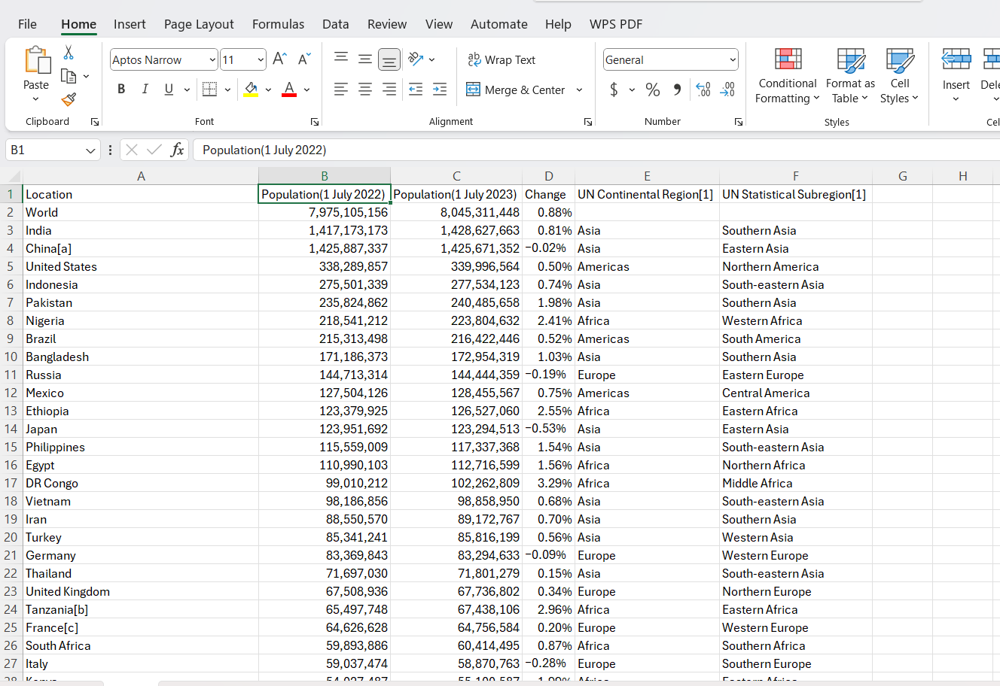 File Home Insert Page Layout Formulas Data Review View Automate Help WPS PDF
Aptos Narrow 11 A^ A˅ ab Wrap Text General
Paste B I U A Merge & Center $ % , .00 .00 Conditional Formatting Format as Table Cell Styles Insert Dele
Clipboard Font Alignment Number Styles Cel
B1 fx Population(1 July 2022)
A B C D E F G H
1 Location Population(1 July 2022) Population(1 July 2023) Change UN Continental Region[1] UN Statistical Subregion[1]
2 World 7,975,105,156 8,045,311,448 0.88%
3 India 1,417,173,173 1,428,627,663 0.81% Asia Southern Asia
4 China[a] 1,425,887,337 1,425,671,352 −0.02% Asia Eastern Asia
5 United States 338,289,857 339,996,564 0.50% Americas Northern America
6 Indonesia 275,501,339 277,534,123 0.74% Asia South-eastern Asia
7 Pakistan 235,824,862 240,485,658 1.98% Asia Southern Asia
8 Nigeria 218,541,212 223,804,632 2.41% Africa Western Africa
9 Brazil 215,313,498 216,422,446 0.52% Americas South America
10 Bangladesh 171,186,373 172,954,319 1.03% Asia Southern Asia
11 Russia 144,713,314 144,444,359 −0.19% Europe Eastern Europe
12 Mexico 127,504,126 128,455,567 0.75% Americas Central America
13 Ethiopia 123,379,925 126,527,060 2.55% Africa Eastern Africa
14 Japan 123,951,692 123,294,513 −0.53% Asia Eastern Asia
15 Philippines 115,559,009 117,337,368 1.54% Asia South-eastern Asia
16 Egypt 110,990,103 112,716,599 1.56% Africa Northern Africa
17 DR Congo 99,010,212 102,262,809 3.29% Africa Middle Africa
18 Vietnam 98,186,856 98,858,950 0.68% Asia South-eastern Asia
19 Iran 88,550,570 89,172,767 0.70% Asia Southern Asia
20 Turkey 85,341,241 85,816,199 0.56% Asia Western Asia
21 Germany 83,369,843 83,294,633 −0.09% Europe Western Europe
22 Thailand 71,697,030 71,801,279 0.15% Asia South-eastern Asia
23 United Kingdom 67,508,936 67,736,802 0.34% Europe Northern Europe
24 Tanzania[b] 65,497,748 67,438,106 2.96% Africa Eastern Africa
25 France[c] 64,626,628 64,756,584 0.20% Europe Western Europe
26 South Africa 59,893,886 60,414,495 0.87% Africa Southern Africa
27 Italy 59,037,474 58,870,763 −0.28% Europe Southern Europe